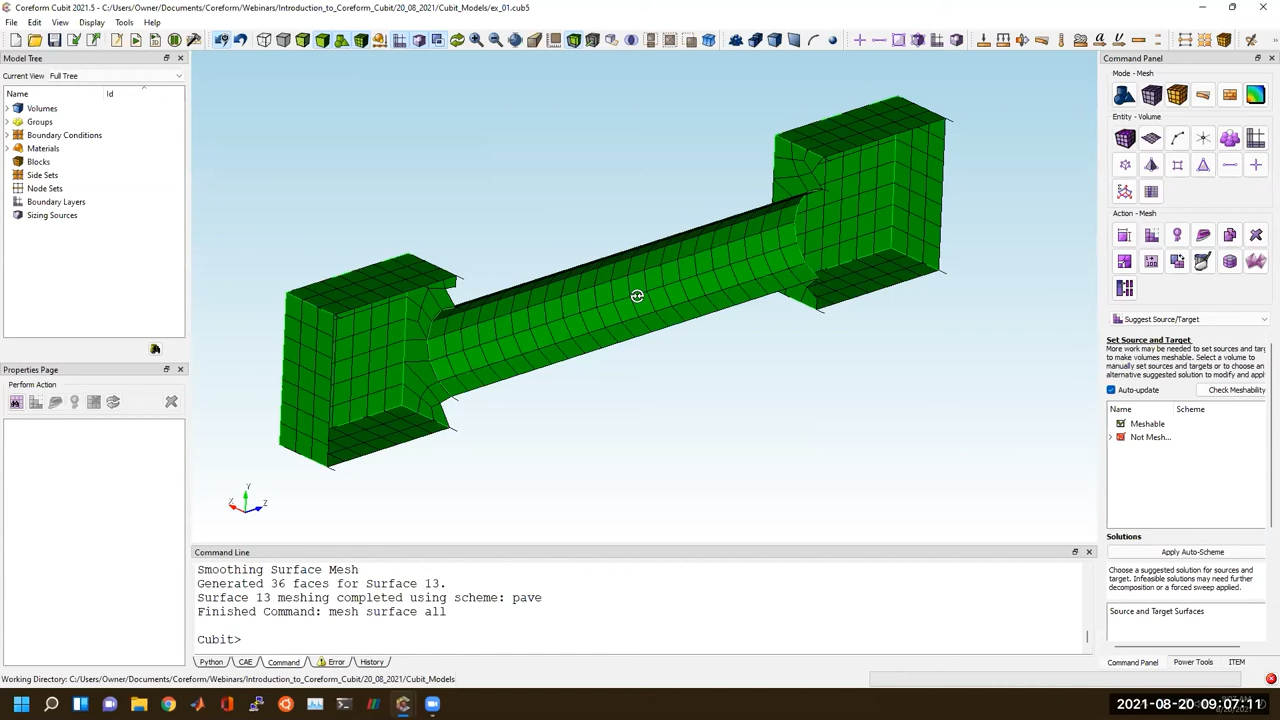 Coreform Cubit 2021.5 - C:/Users/Owner/Documents/Coreform/Webinars/Introduction_to_Coreform_Cubit/20_08_2021/Cubit_Models/ex_01.cub5
File Edit View Display Tools Help
Model Tree
Current View Full Tree
Name Id
Volumes
Groups
Boundary Conditions
Materials
Blocks
Side Sets
Node Sets
Boundary Layers
Sizing Sources
Properties Page
Perform Action
Y
Z
Command Line
Smoothing Surface Mesh
Generated 36 faces for Surface 13.
Surface 13 meshing completed using scheme: pave
Finished Command: mesh surface all
Cubit>
Python CAE Command Error History
Command Panel
Mode - Mesh
Entity - Volume
Action - Mesh
Suggest Source/Target
Set Source and Target
More work may be needed to set sources and targ
to make volumes meshable. Select a volume to
manually set sources and targets or to choose an
alternative suggested solution to modify and appl
Auto-update Check Meshability
Name Scheme
Meshable
Not Mesh...
Solutions
Apply Auto-Scheme
Choose a suggested solution for sources and
target. Infeasible solutions may need further
decomposition or a forced sweep applied.
Source and Target Surfaces
Command Panel Power Tools ITEM
Working Directory: C:/Users/Owner/Documents/Coreform/Webinars/Introduction_to_Coreform_Cubit/20_08_2021/Cubit_Models
2021-08-20 09:07:11